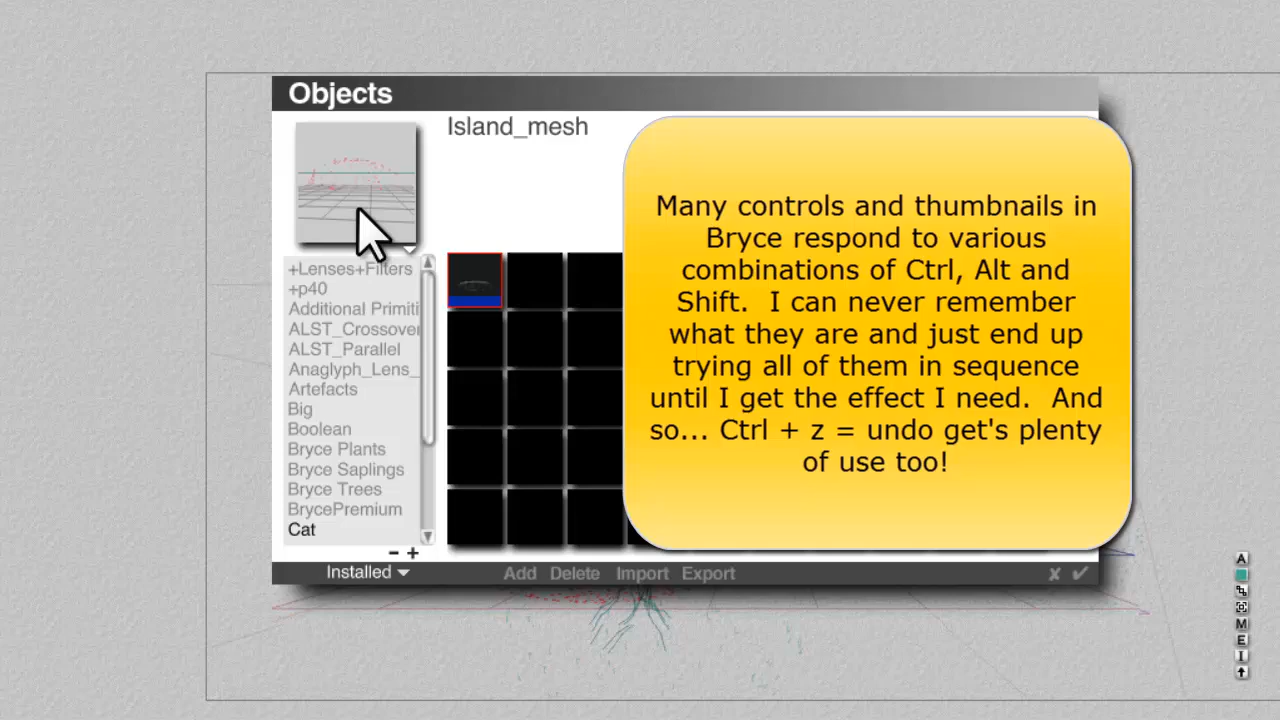 Objects
Island_mesh
Many controls and thumbnails in
Bryce respond to various
combinations of Ctrl, Alt and
Shift.  I can never remember
what they are and just end up
trying all of them in sequence
until I get the effect I need.  And
so... Ctrl + z = undo get's plenty
of use too!
+Lenses+Filters
+p40
Additional Primiti
ALST_Crossover
ALST_Parallel
Anaglyph_Lens_
Artefacts
Big
Boolean
Bryce Plants
Bryce Saplings
Bryce Trees
BrycePremium
Cat
Installed
Add Delete Import Export
A
M
E
I